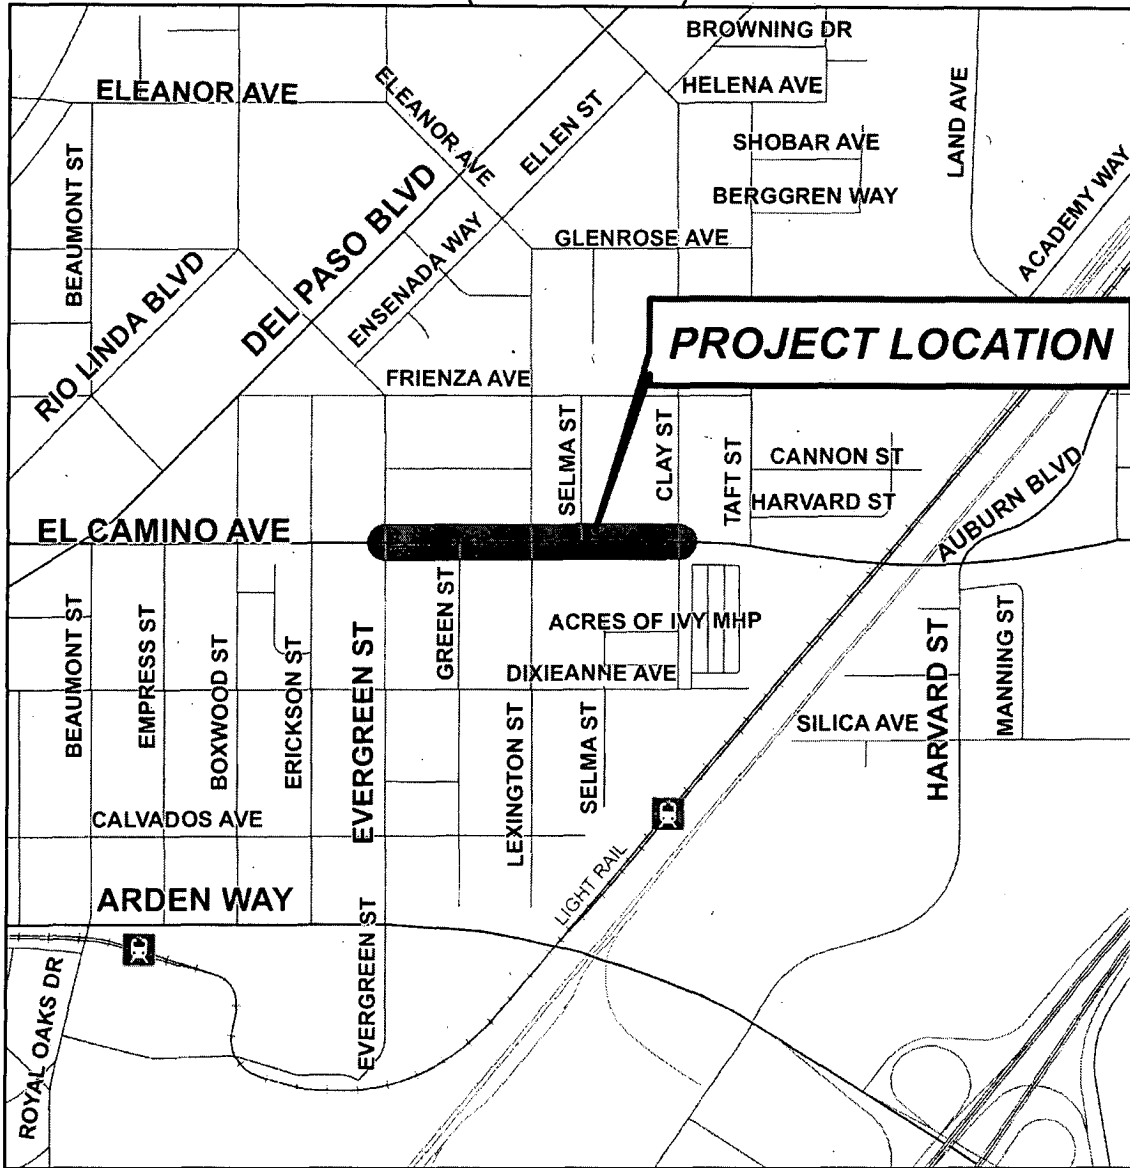 BROWNING DR
ELEANOR AVE
ELEANOR AVE
HELENA AVE
LAND AVE
ELLEN ST
SHOBAR AVE
BEAUMONT ST
BERGGREN WAY
ACADEMY WAY
DEL PASO BLVD
ENSENADA WAY
GLENROSE AVE
RIO LINDA BLVD
PROJECT LOCATION
FRIENZA AVE
SELMA ST
CLAY ST
TAFT ST
CANNON ST
HARVARD ST
AUBURN BLVD
EL CAMINO AVE
GREEN ST
ACRES OF IVY MHP
BEAUMONT ST
EMPRESS ST
BOXWOOD ST
ERICKSON ST
EVERGREEN ST
DIXIEANNE AVE
HARVARD ST
MANNING ST
LEXINGTON ST
SELMA ST
SILICA AVE
CALVADOS AVE
LIGHT RAIL
ARDEN WAY
EVERGREEN ST
ROYAL OAKS DR